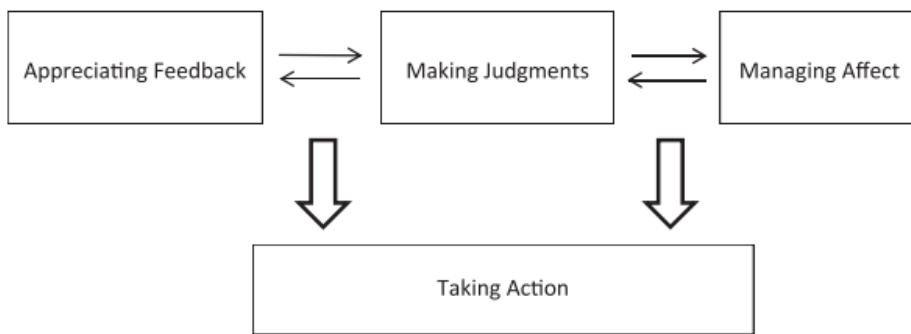 Appreciating Feedback
Making Judgments
Managing Affect
Taking Action